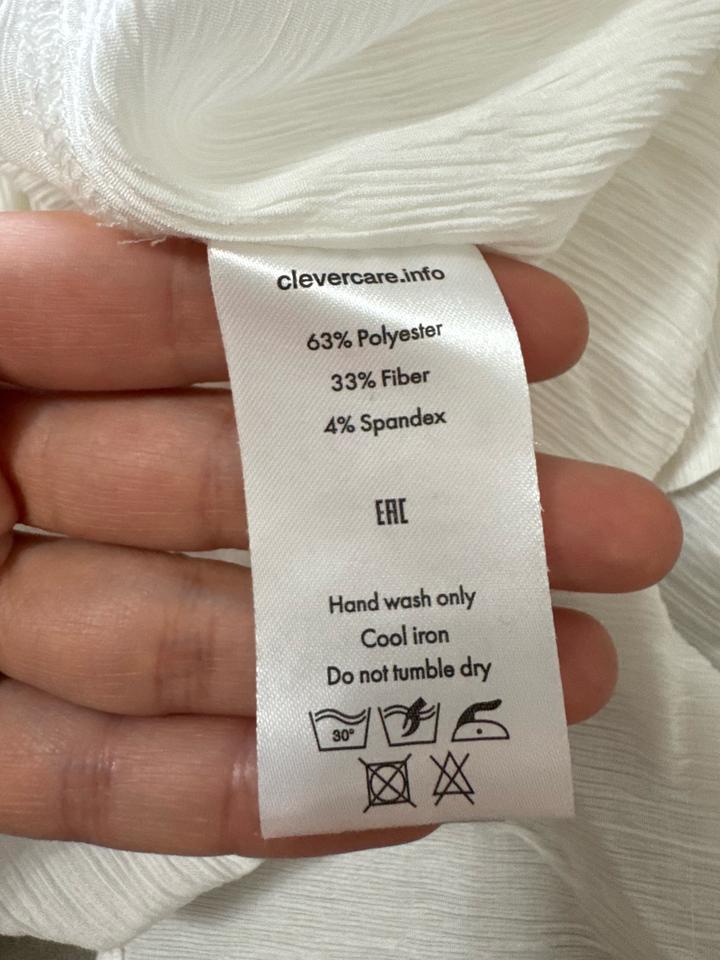 clevercare.info
63% Polyester
33% Fiber
4% Spandex
EAC
Hand wash only
Cool iron
Do not tumble dry
30°